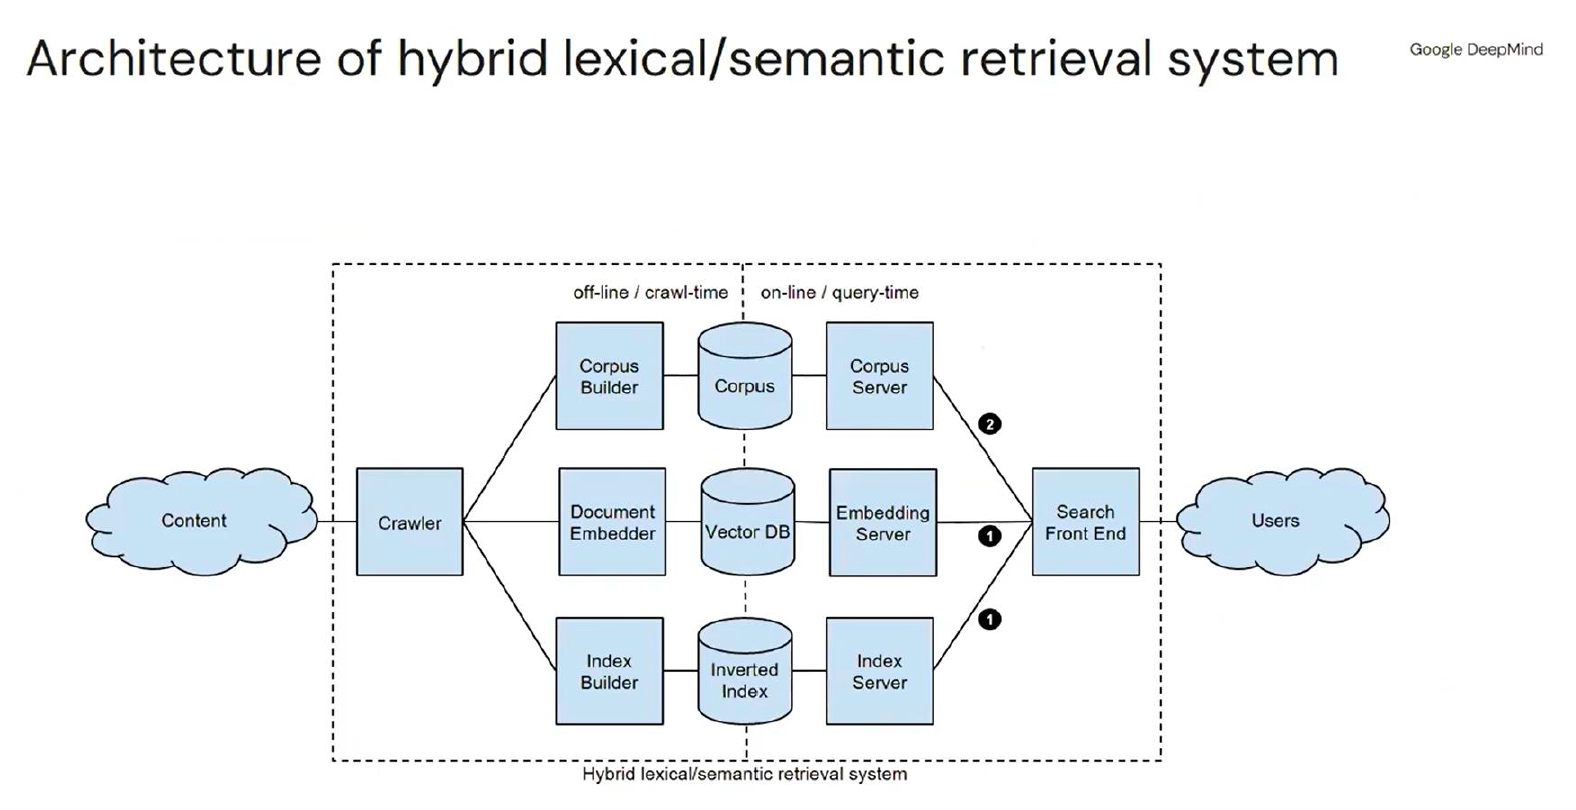 Architecture of hybrid lexical/semantic retrieval system
Google DeepMind
off-line / crawl-time
on-line / query-time
Corpus
Builder
Corpus
Corpus
Server
2
Content
Crawler
Document
Embedder
Vector DB
Embedding
Server
1
Search
Front End
Users
1
Index
Builder
Inverted
Index
Index
Server
Hybrid lexical/semantic retrieval system